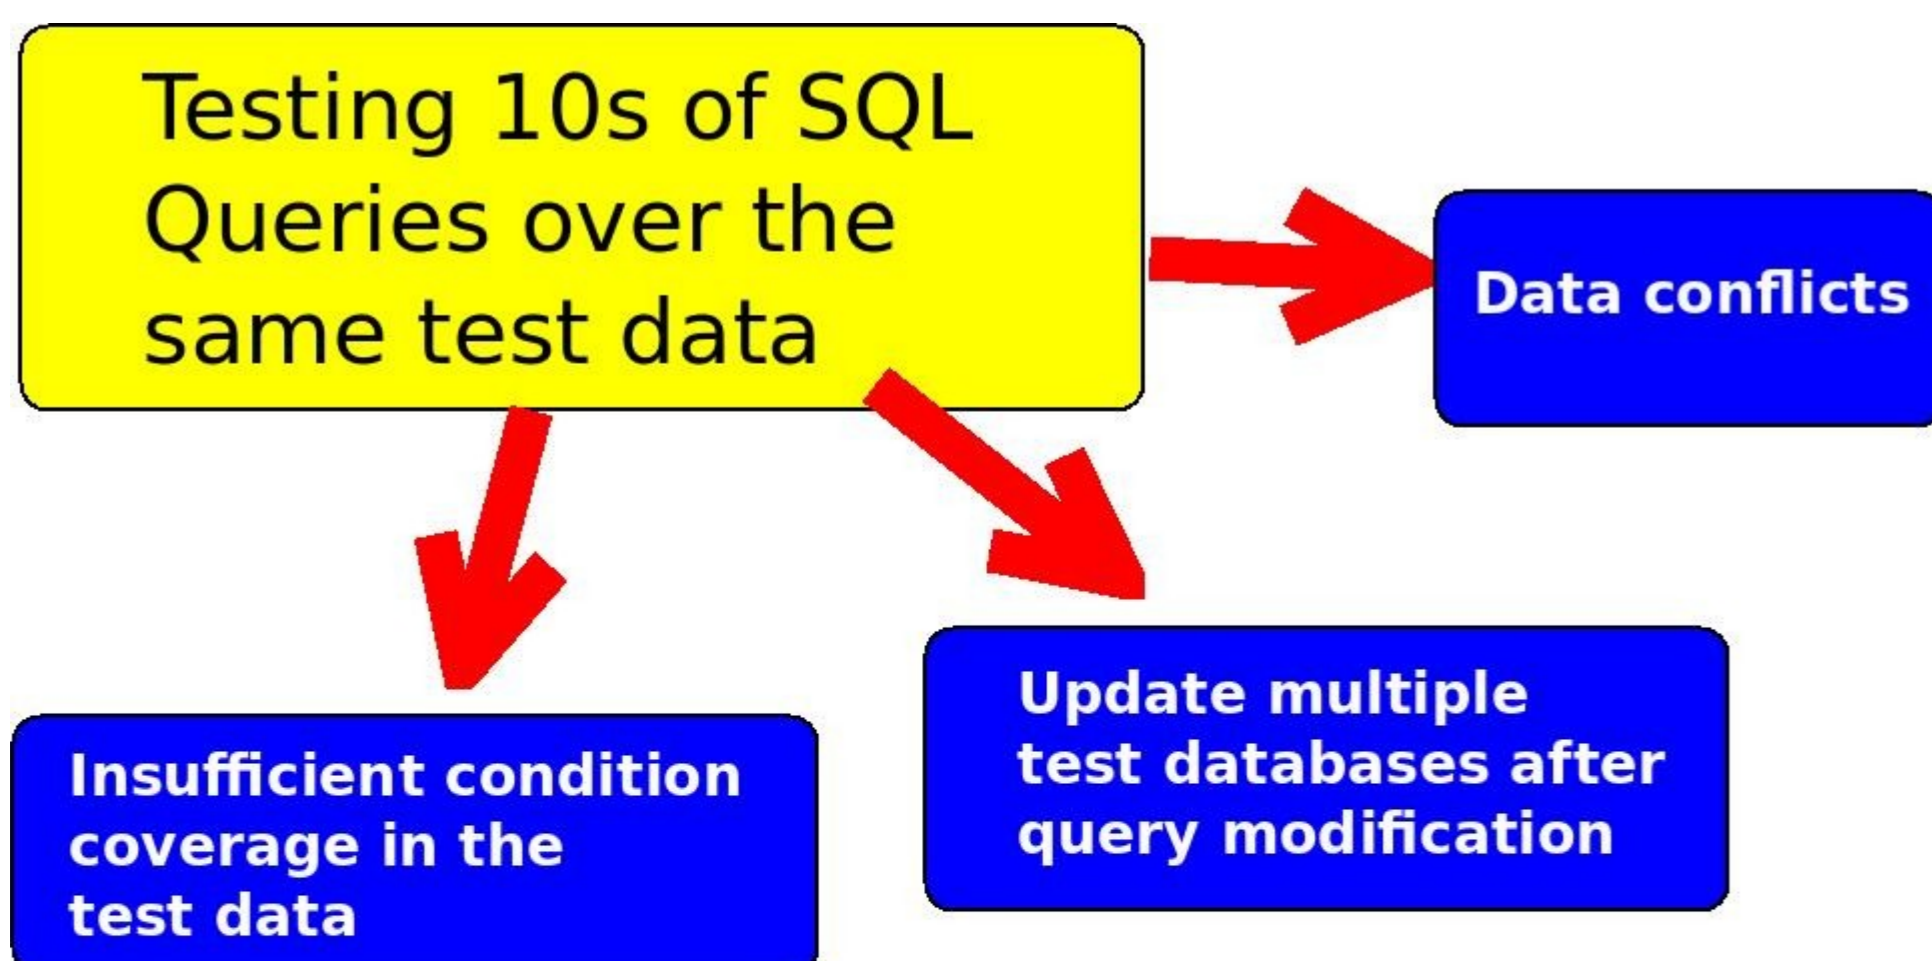 Testing 10s of SQL
Queries over the
same test data
Data conflicts
Insufficient condition
coverage in the
test data
Update multiple
test databases after
query modification